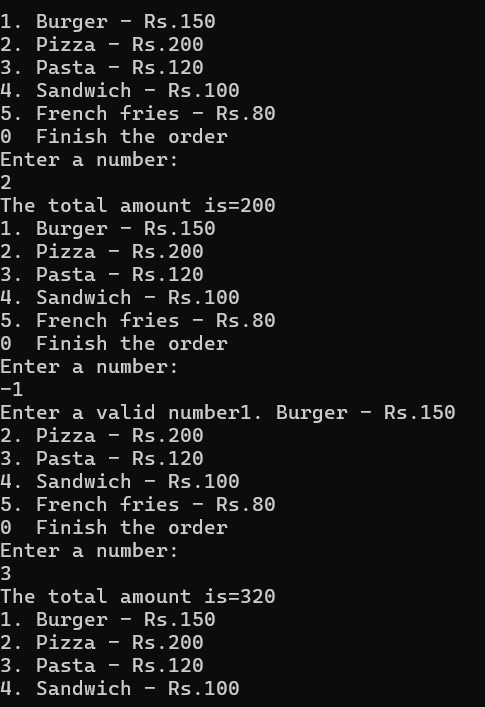 1. Burger - Rs.150
2. Pizza - Rs.200
3. Pasta - Rs.120
4. Sandwich - Rs.100
5. French fries - Rs.80
0  Finish the order
Enter a number:
2
The total amount is=200
1. Burger - Rs.150
2. Pizza - Rs.200
3. Pasta - Rs.120
4. Sandwich - Rs.100
5. French fries - Rs.80
0  Finish the order
Enter a number:
-1
Enter a valid number1. Burger - Rs.150
2. Pizza - Rs.200
3. Pasta - Rs.120
4. Sandwich - Rs.100
5. French fries - Rs.80
0  Finish the order
Enter a number:
3
The total amount is=320
1. Burger - Rs.150
2. Pizza - Rs.200
3. Pasta - Rs.120
4. Sandwich - Rs.100